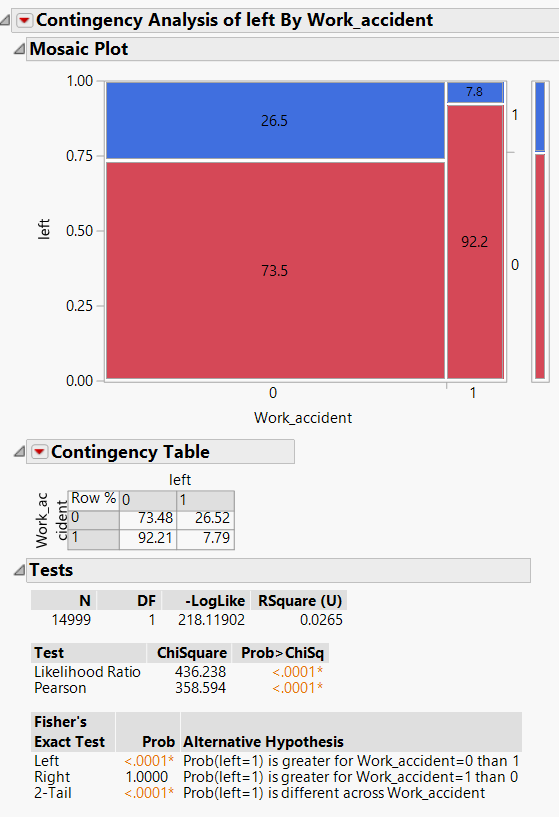 Contingency Analysis of left By Work_accident
Mosaic Plot
1.00
0.75
0.50
0.25
0.00
left
26.5
7.8
73.5
92.2
1
0
0
1
Work_accident
Contingency Table
left
Work_ac
cident
Row % 0 1
0 73.48 26.52
1 92.21 7.79
Tests
N DF -LogLike RSquare (U)
14999 1 218.11902 0.0265
Test ChiSquare Prob>ChiSq
Likelihood Ratio 436.238 <.0001*
Pearson 358.594 <.0001*
Fisher's
Exact Test Prob Alternative Hypothesis
Left <.0001* Prob(left=1) is greater for Work_accident=0 than 1
Right 1.0000 Prob(left=1) is greater for Work_accident=1 than 0
2-Tail <.0001* Prob(left=1) is different across Work_accident